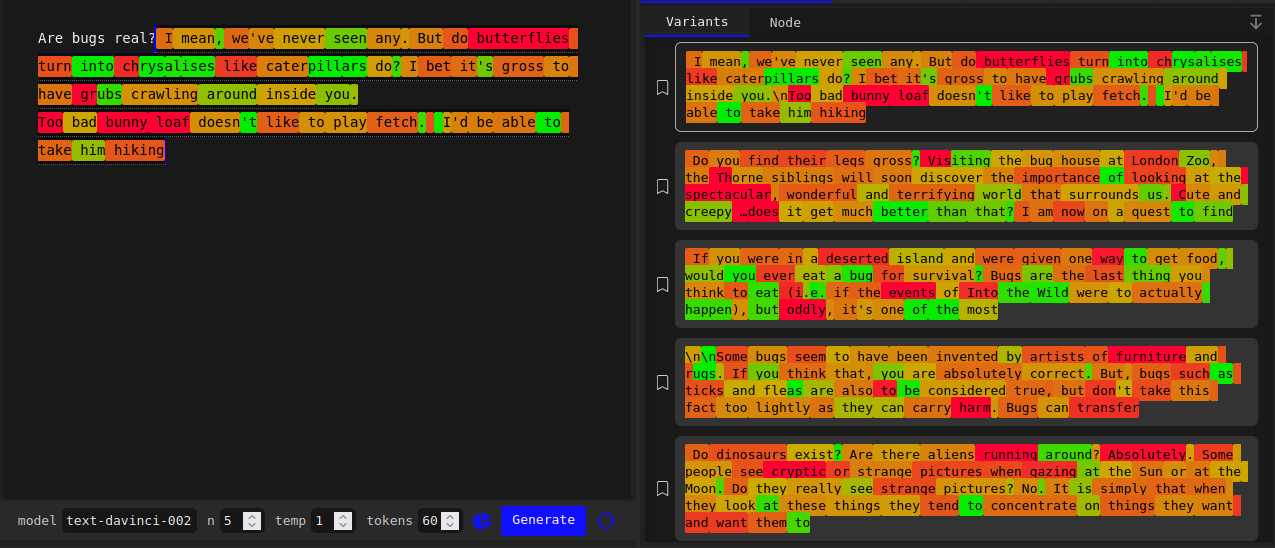 Are bugs real? I mean, we've never seen any. But do butterflies
turn into chrysalises like caterpillars do? I bet it's gross to
have grubs crawling around inside you.
Too bad bunny loaf doesn't like to play fetch. I'd be able to
take him hiking
model text-davinci-002 n 5 temp 1 tokens 60 Generate
Variants Node
I mean, we've never seen any. But do butterflies turn into chrysalises
like caterpillars do? I bet it's gross to have grubs crawling around
inside you.\nToo bad bunny loaf doesn't like to play fetch. I'd be
able to take him hiking
Do you find their legs gross? Visiting the bug house at London Zoo,
the Thorne siblings will soon discover the importance of looking at the
spectacular, wonderful and terrifying world that surrounds us. Cute and
creepy …does it get much better than that? I am now on a quest to find
If you were in a deserted island and were given one way to get food,
would you ever eat a bug for survival? Bugs are the last thing you
think to eat (i.e. if the events of Into the Wild were to actually
happen), but oddly, it's one of the most
\n\nSome bugs seem to have been invented by artists of furniture and
rugs. If you think that, you are absolutely correct. But, bugs such as
ticks and fleas are also to be considered true, but don't take this
fact too lightly as they can carry harm. Bugs can transfer
Do dinosaurs exist? Are there aliens running around? Absolutely. Some
people see cryptic or strange pictures when gazing at the Sun or at the
Moon. Do they really see strange pictures? No. It is simply that when
they look at these things they tend to concentrate on things they want
and want them to